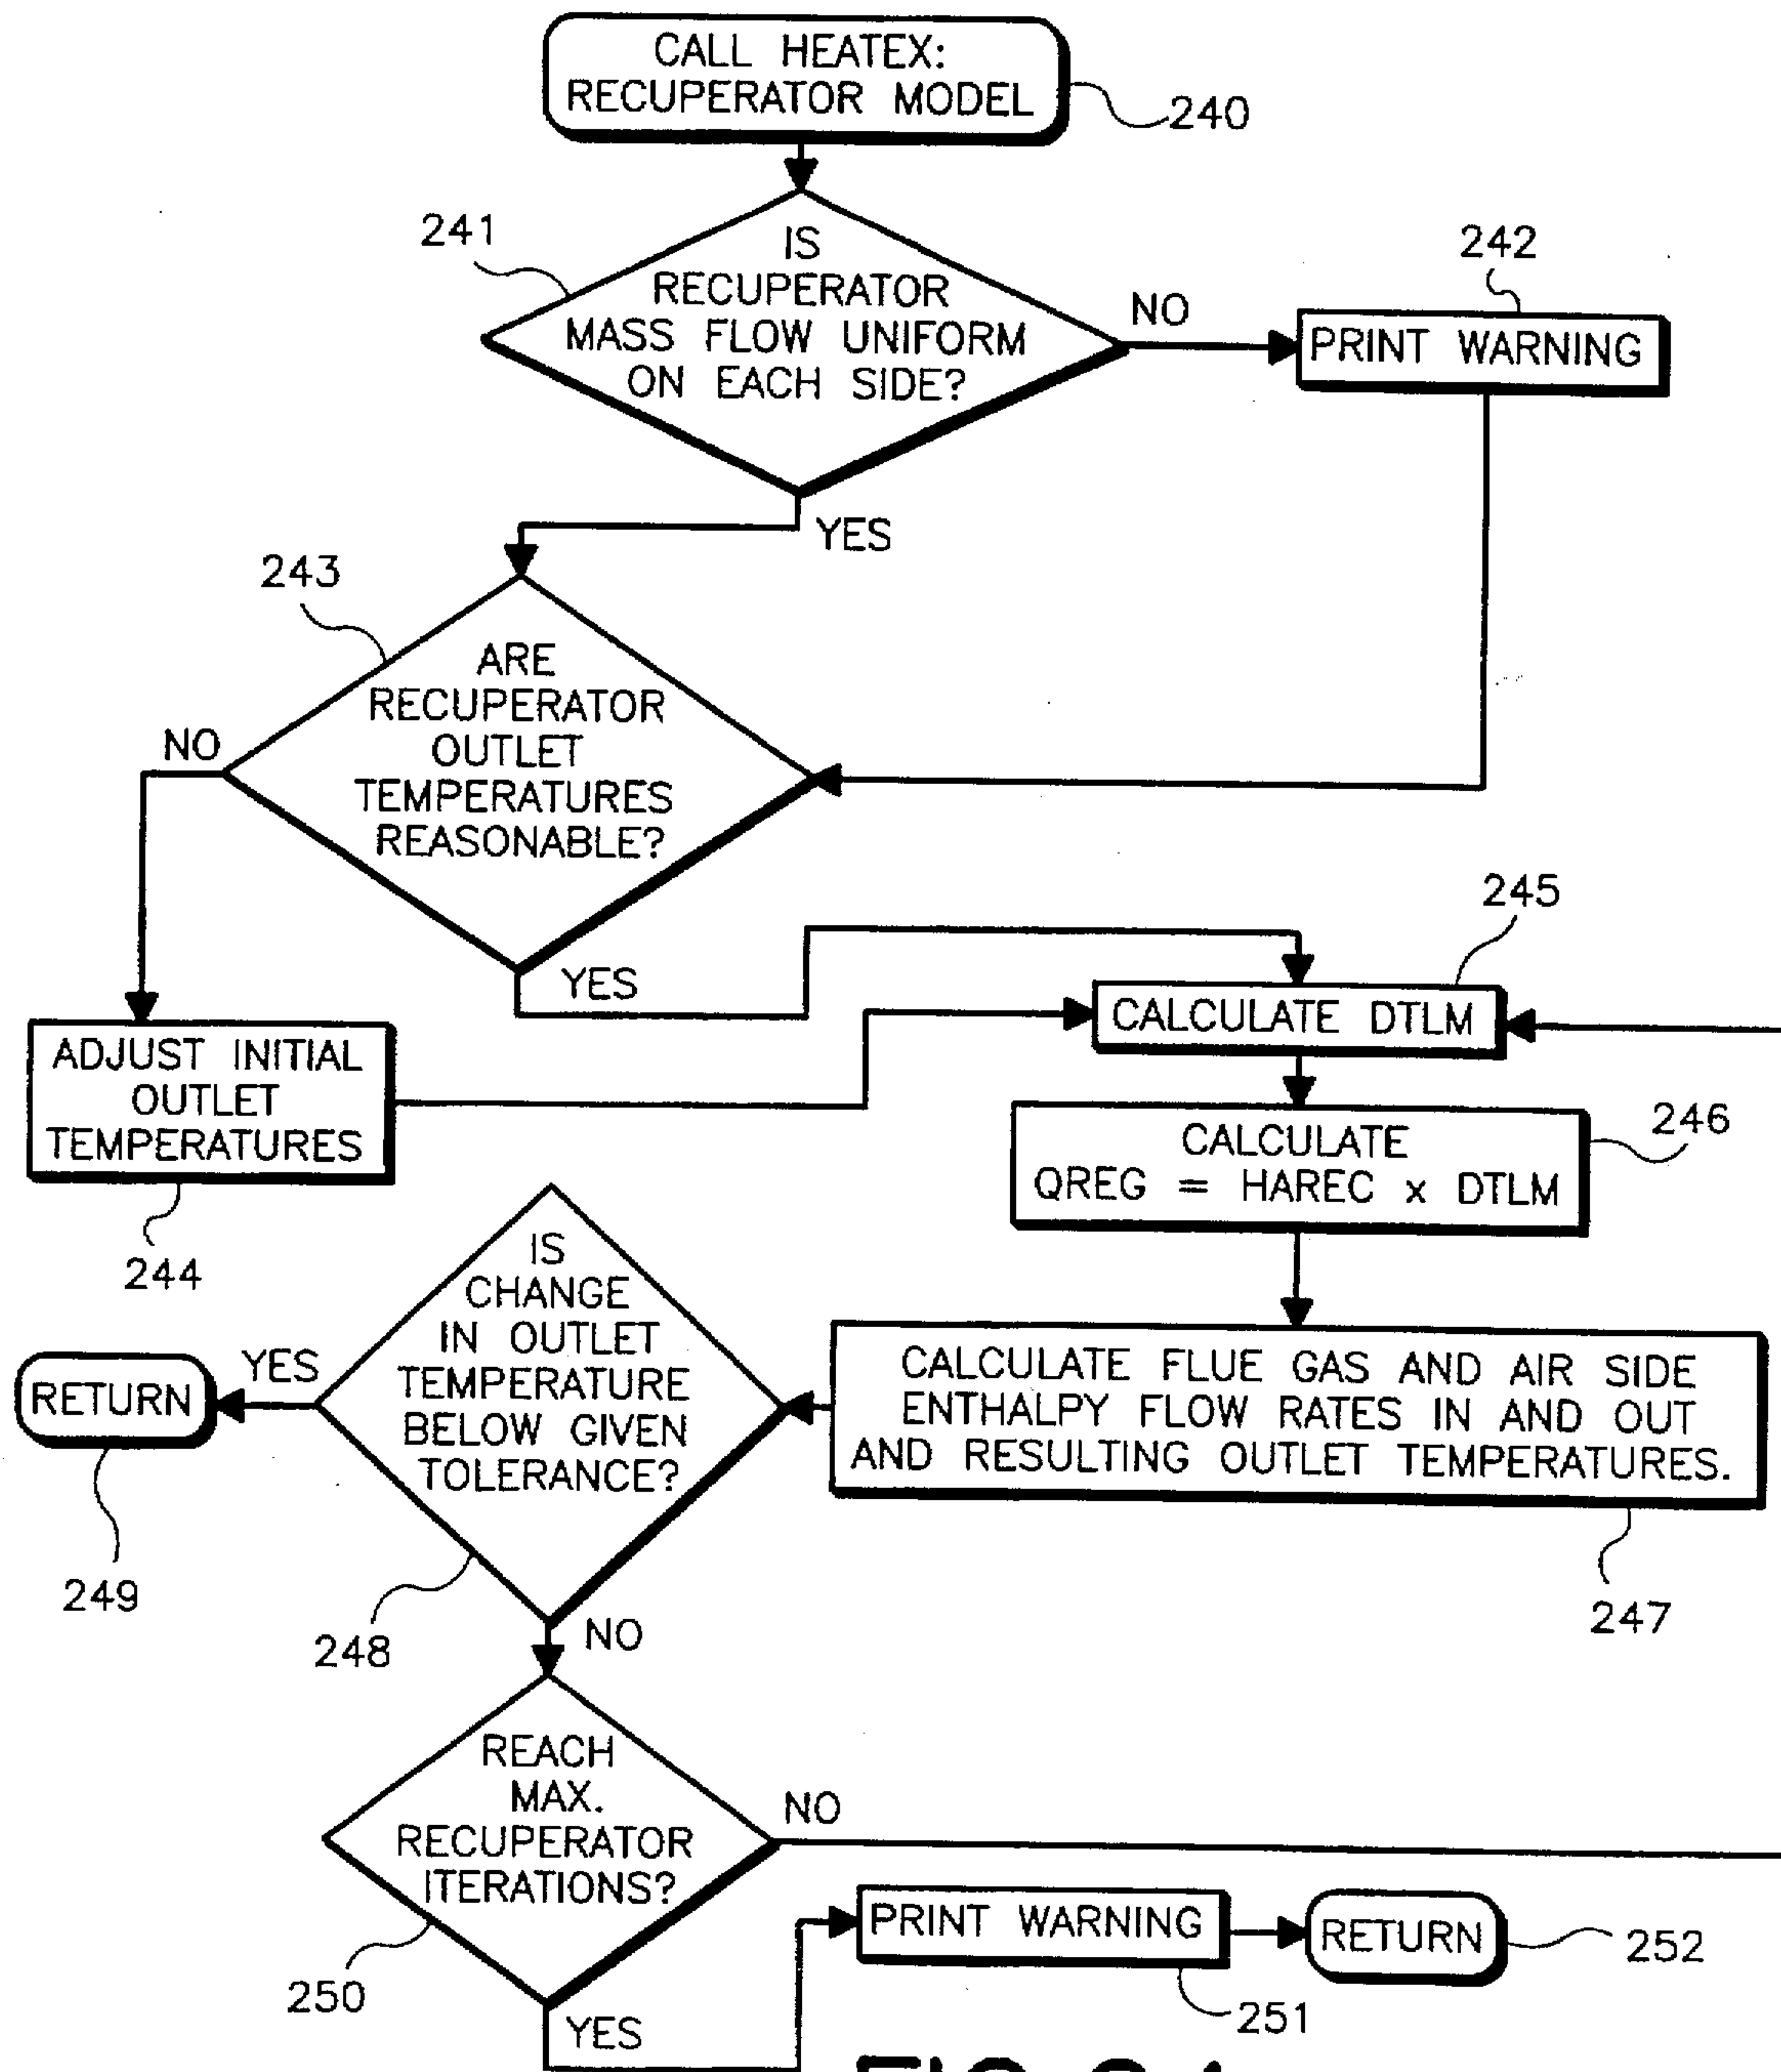 CALL HEATEX:
RECUPERATOR MODEL
240
241
IS
RECUPERATOR
MASS FLOW UNIFORM
ON EACH SIDE?
NO
242
PRINT WARNING
YES
243
ARE
RECUPERATOR
OUTLET
TEMPERATURES
REASONABLE?
NO
YES
245
CALCULATE DTLM
ADJUST INITIAL
OUTLET
TEMPERATURES
244
246
CALCULATE
QREG = HAREC x DTLM
IS
CHANGE
IN OUTLET
TEMPERATURE
BELOW GIVEN
TOLERANCE?
YES
RETURN
249
248
NO
CALCULATE FLUE GAS AND AIR SIDE
ENTHALPY FLOW RATES IN AND OUT
AND RESULTING OUTLET TEMPERATURES.
247
REACH
MAX.
RECUPERATOR
ITERATIONS?
NO
250
YES
PRINT WARNING
251
RETURN
252